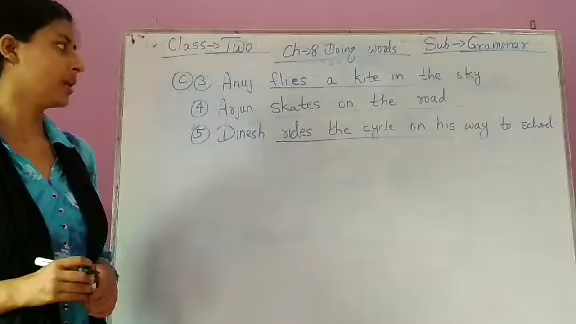 Class → Two Ch → 8 Doing words Sub → Grammar
(C) (3) Anuj flies a kite in the sky
(4) Arjun skates on the road
(5) Dinesh rides the cycle on his way to school